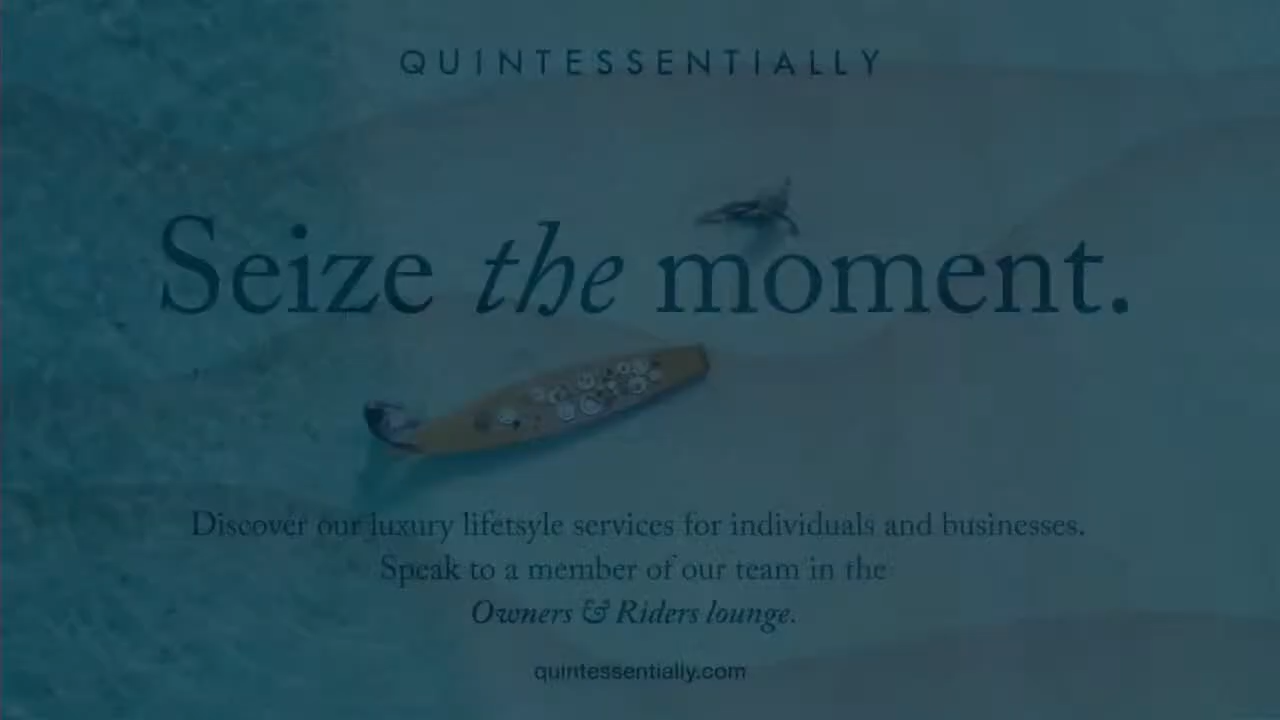 QUINTESSENTIALLY
Seize the moment.
Discover our luxury lifetsyle services for individuals and businesses.
Speak to a member of our team in the
Owners & Riders lounge.
quintessentially.com